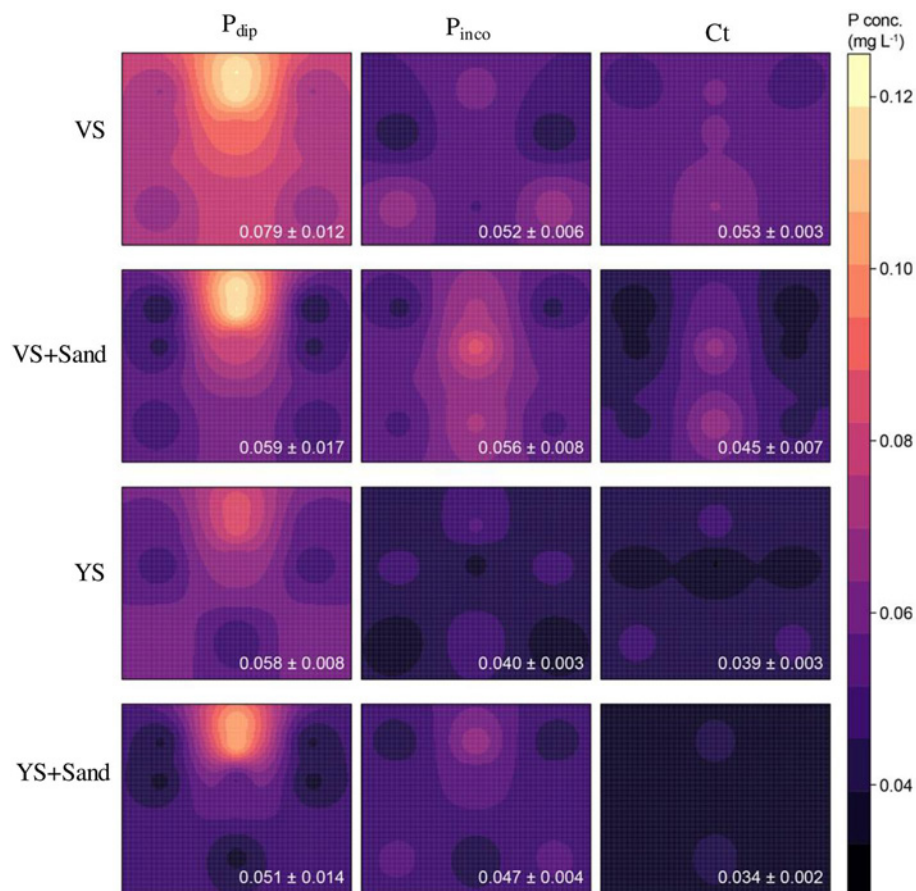 P_dip P_inco Ct P conc.
(mg L⁻¹)
VS
0.079 ± 0.012 0.052 ± 0.006 0.053 ± 0.003
VS+Sand
0.059 ± 0.017 0.056 ± 0.008 0.045 ± 0.007
YS
0.058 ± 0.008 0.040 ± 0.003 0.039 ± 0.003
YS+Sand
0.051 ± 0.014 0.047 ± 0.004 0.034 ± 0.002
0.12
0.10
0.08
0.06
0.04